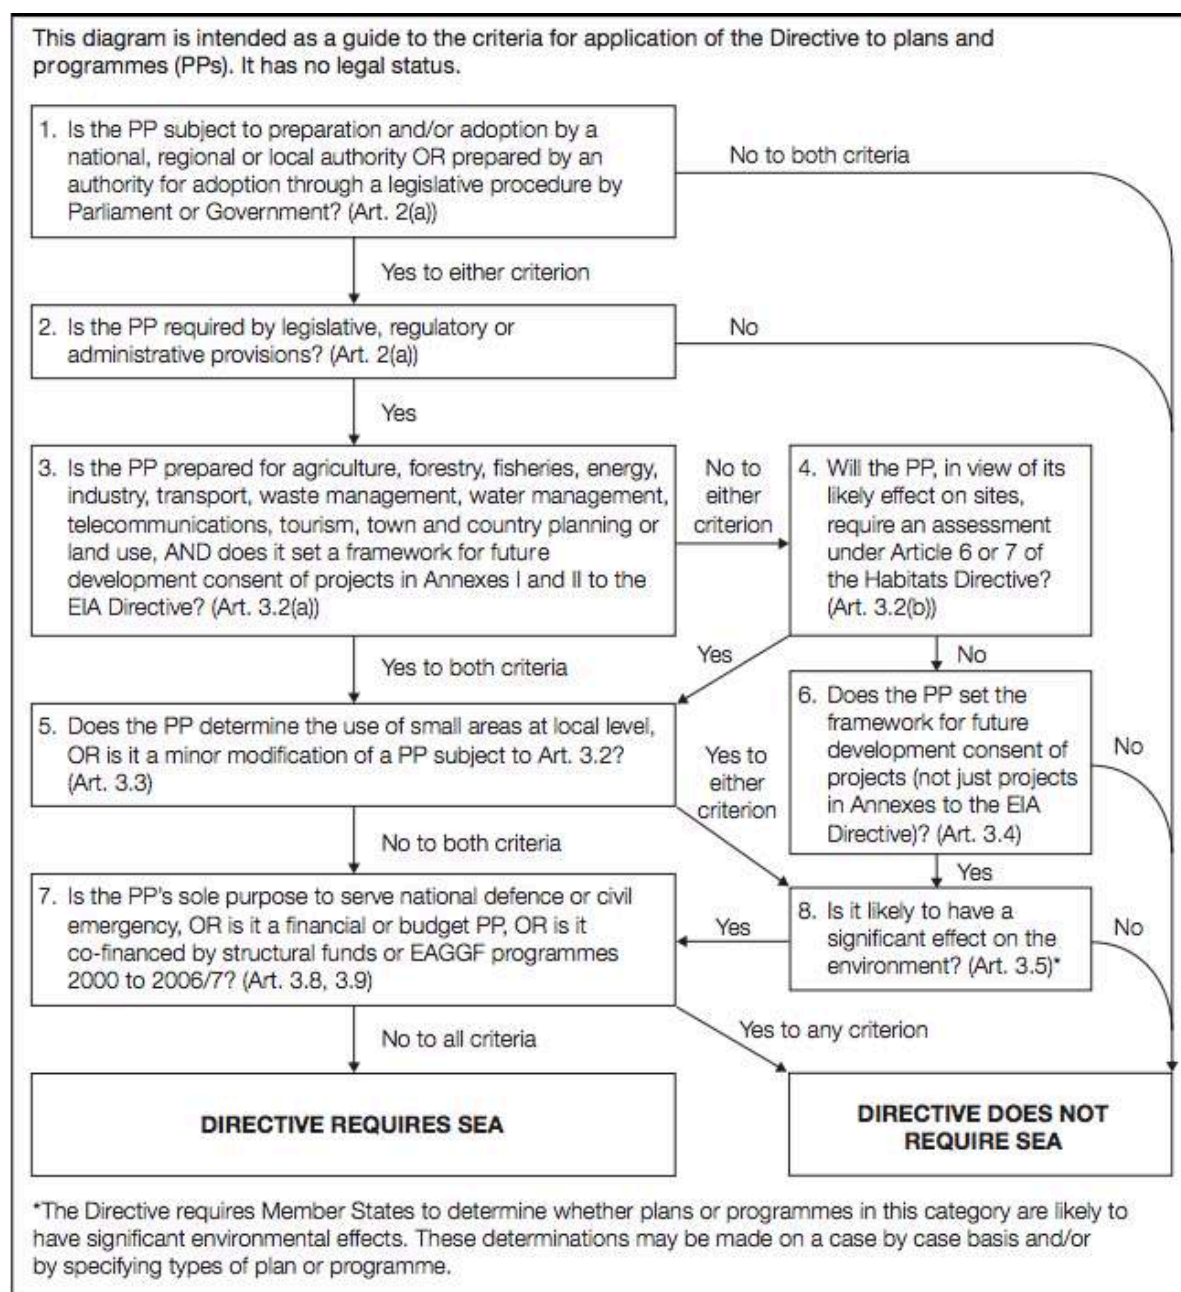 This diagram is intended as a guide to the criteria for application of the Directive to plans and
programmes (PPs). It has no legal status.
1. Is the PP subject to preparation and/or adoption by a
national, regional or local authority OR prepared by an
authority for adoption through a legislative procedure by
Parliament or Government? (Art. 2(a))
No to both criteria
Yes to either criterion
2. Is the PP required by legislative, regulatory or
administrative provisions? (Art. 2(a))
No
Yes
3. Is the PP prepared for agriculture, forestry, fisheries, energy,
industry, transport, waste management, water management,
telecommunications, tourism, town and country planning or
land use, AND does it set a framework for future
development consent of projects in Annexes I and II to the
EIA Directive? (Art. 3.2(a))
No to
either
criterion
4. Will the PP, in view of its
likely effect on sites,
require an assessment
under Article 6 or 7 of
the Habitats Directive?
(Art. 3.2(b))
Yes to both criteria
Yes
No
5. Does the PP determine the use of small areas at local level,
OR is it a minor modification of a PP subject to Art. 3.2?
(Art. 3.3)
Yes to
either
criterion
6. Does the PP set the
framework for future
development consent of
projects (not just projects
in Annexes to the EIA
Directive)? (Art. 3.4)
No
No to both criteria
Yes
7. Is the PP's sole purpose to serve national defence or civil
emergency, OR is it a financial or budget PP, OR is it
co-financed by structural funds or EAGGF programmes
2000 to 2006/7? (Art. 3.8, 3.9)
Yes
8. Is it likely to have a
significant effect on the
environment? (Art. 3.5)*
No
No to all criteria
Yes to any criterion
DIRECTIVE REQUIRES SEA
DIRECTIVE DOES NOT
REQUIRE SEA
*The Directive requires Member States to determine whether plans or programmes in this category are likely to
have significant environmental effects. These determinations may be made on a case by case basis and/or
by specifying types of plan or programme.